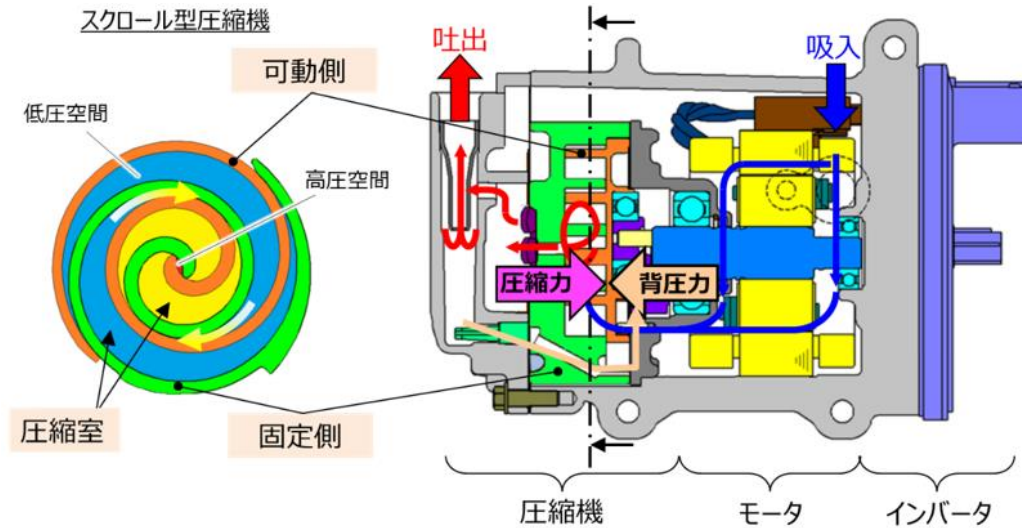 スクロール型圧縮機
可動側
低圧空間
高圧空間
圧縮室
固定側
吐出
吸入
圧縮力
背圧力
圧縮機
モータ
インバータ